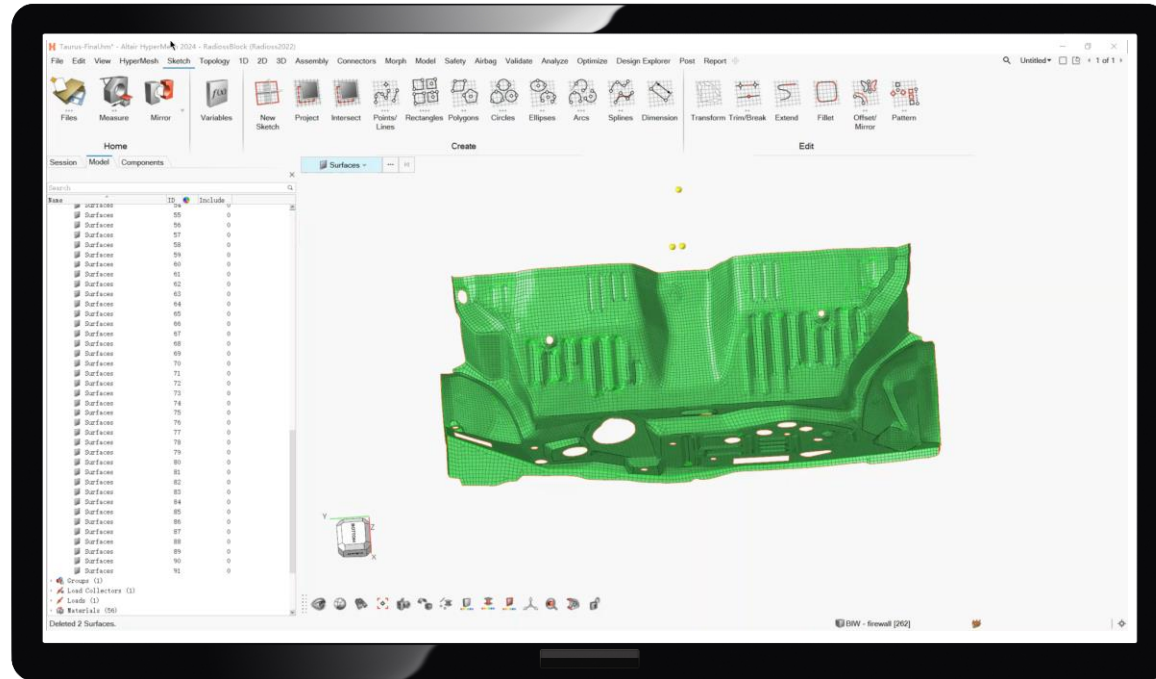 Taurus-Final.hm* - Altair HyperMesh 2024 - RadiossBlock (Radioss2022)
File Edit View HyperMesh Sketch Topology 1D 2D 3D Assembly Connectors Morph Model Safety Airbag Validate Analyze Optimize Design Explorer Post Report
Untitled 1 of 1
Files Measure Mirror Variables New Sketch Project Intersect Points/Lines Rectangles Polygons Circles Ellipses Arcs Splines Dimension Transform Trim/Break Extend Fillet Offset/Mirror Pattern
Home Create Edit
Session Model Components
Surfaces
Search
Name ID Include
Surfaces 54 0
Surfaces 55 0
Surfaces 56 0
Surfaces 57 0
Surfaces 58 0
Surfaces 59 0
Surfaces 60 0
Surfaces 61 0
Surfaces 62 0
Surfaces 63 0
Surfaces 64 0
Surfaces 65 0
Surfaces 66 0
Surfaces 67 0
Surfaces 68 0
Surfaces 69 0
Surfaces 70 0
Surfaces 71 0
Surfaces 72 0
Surfaces 73 0
Surfaces 74 0
Surfaces 75 0
Surfaces 76 0
Surfaces 77 0
Surfaces 78 0
Surfaces 79 0
Surfaces 80 0
Surfaces 81 0
Surfaces 82 0
Surfaces 83 0
Surfaces 84 0
Surfaces 85 0
Surfaces 86 0
Surfaces 87 0
Surfaces 88 0
Surfaces 89 0
Surfaces 90 0
Surfaces 91 0
Groups (1)
Load Collectors (1)
Loads (1)
Materials (56)
Y
Z
BOTTOM
X
Deleted 2 Surfaces.
BIW - firewall [262]